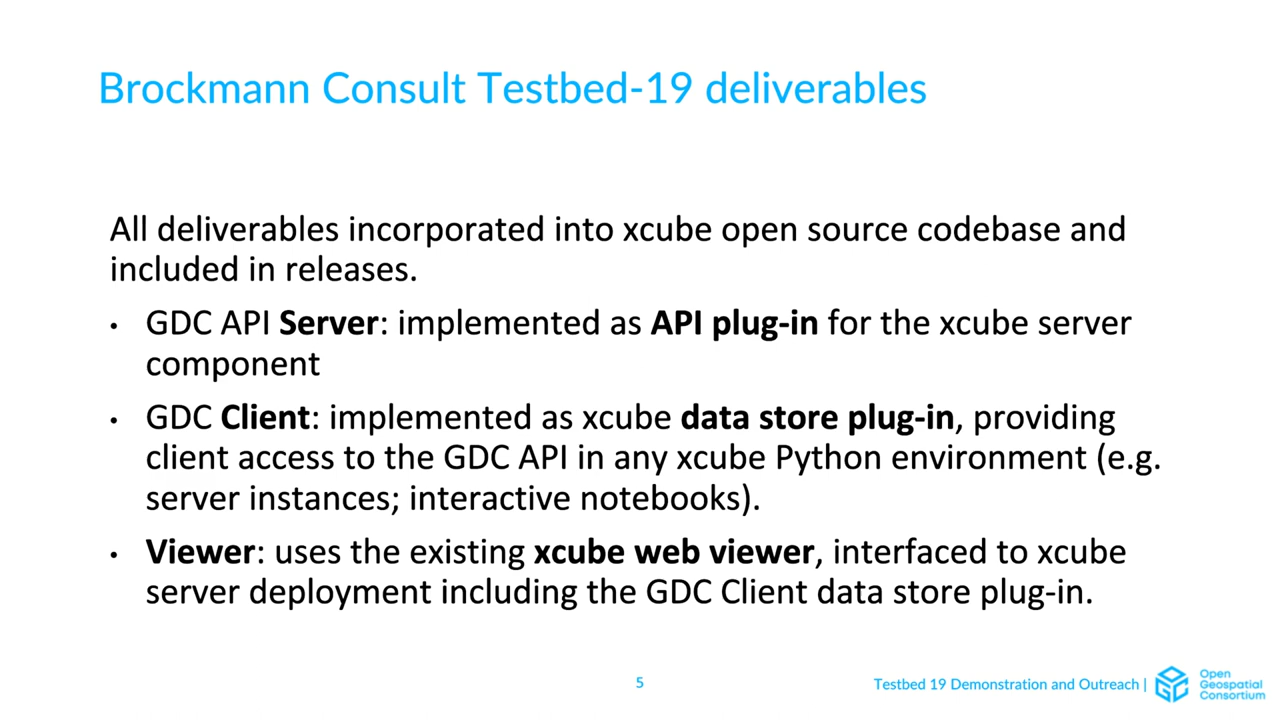 Brockmann Consult Testbed-19 deliverables
All deliverables incorporated into xcube open source codebase and
included in releases.
• GDC API Server: implemented as API plug-in for the xcube server
component
• GDC Client: implemented as xcube data store plug-in, providing
client access to the GDC API in any xcube Python environment (e.g.
server instances; interactive notebooks).
• Viewer: uses the existing xcube web viewer, interfaced to xcube
server deployment including the GDC Client data store plug-in.
5
Testbed 19 Demonstration and Outreach |
Open
Geospatial
Consortium